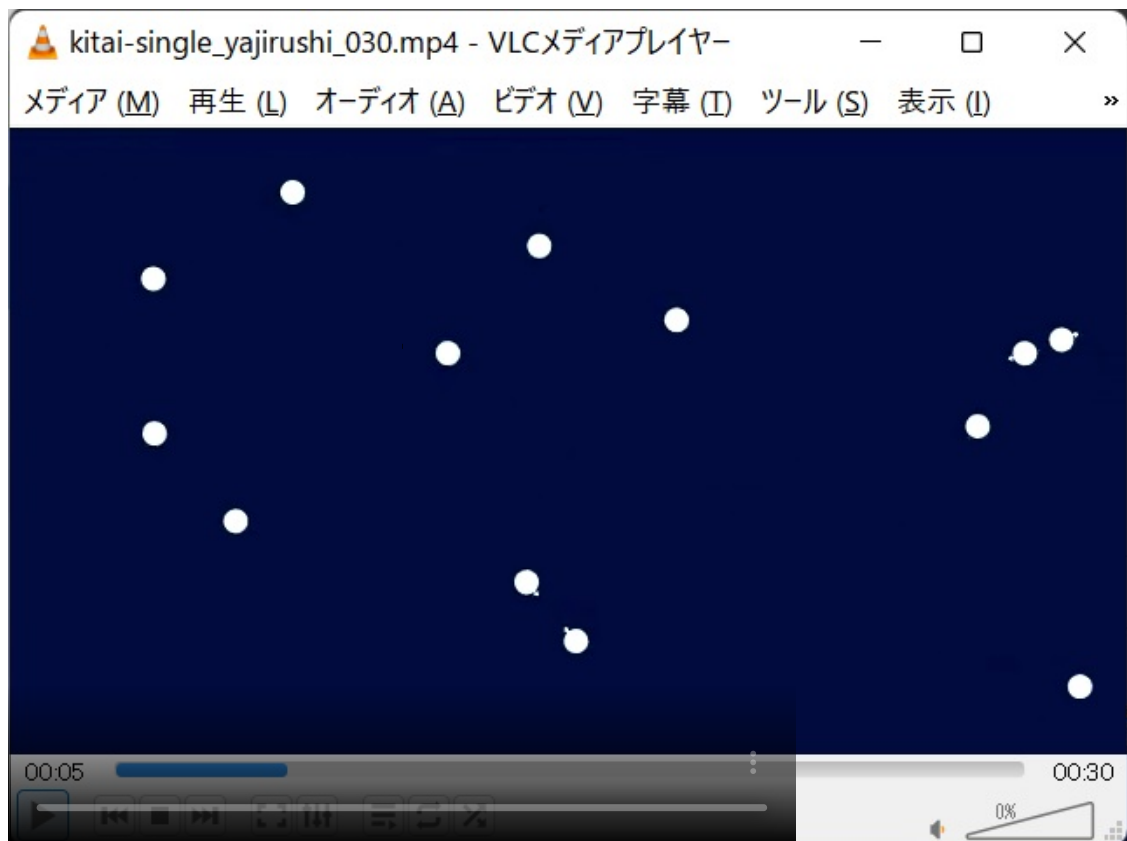 kitai-single_yajirushi_030.mp4 - VLCメディアプレイヤー
メディア (M) 再生 (L) オーディオ (A) ビデオ (V) 字幕 (T) ツール (S) 表示 (I) »
00:05 00:30
0%